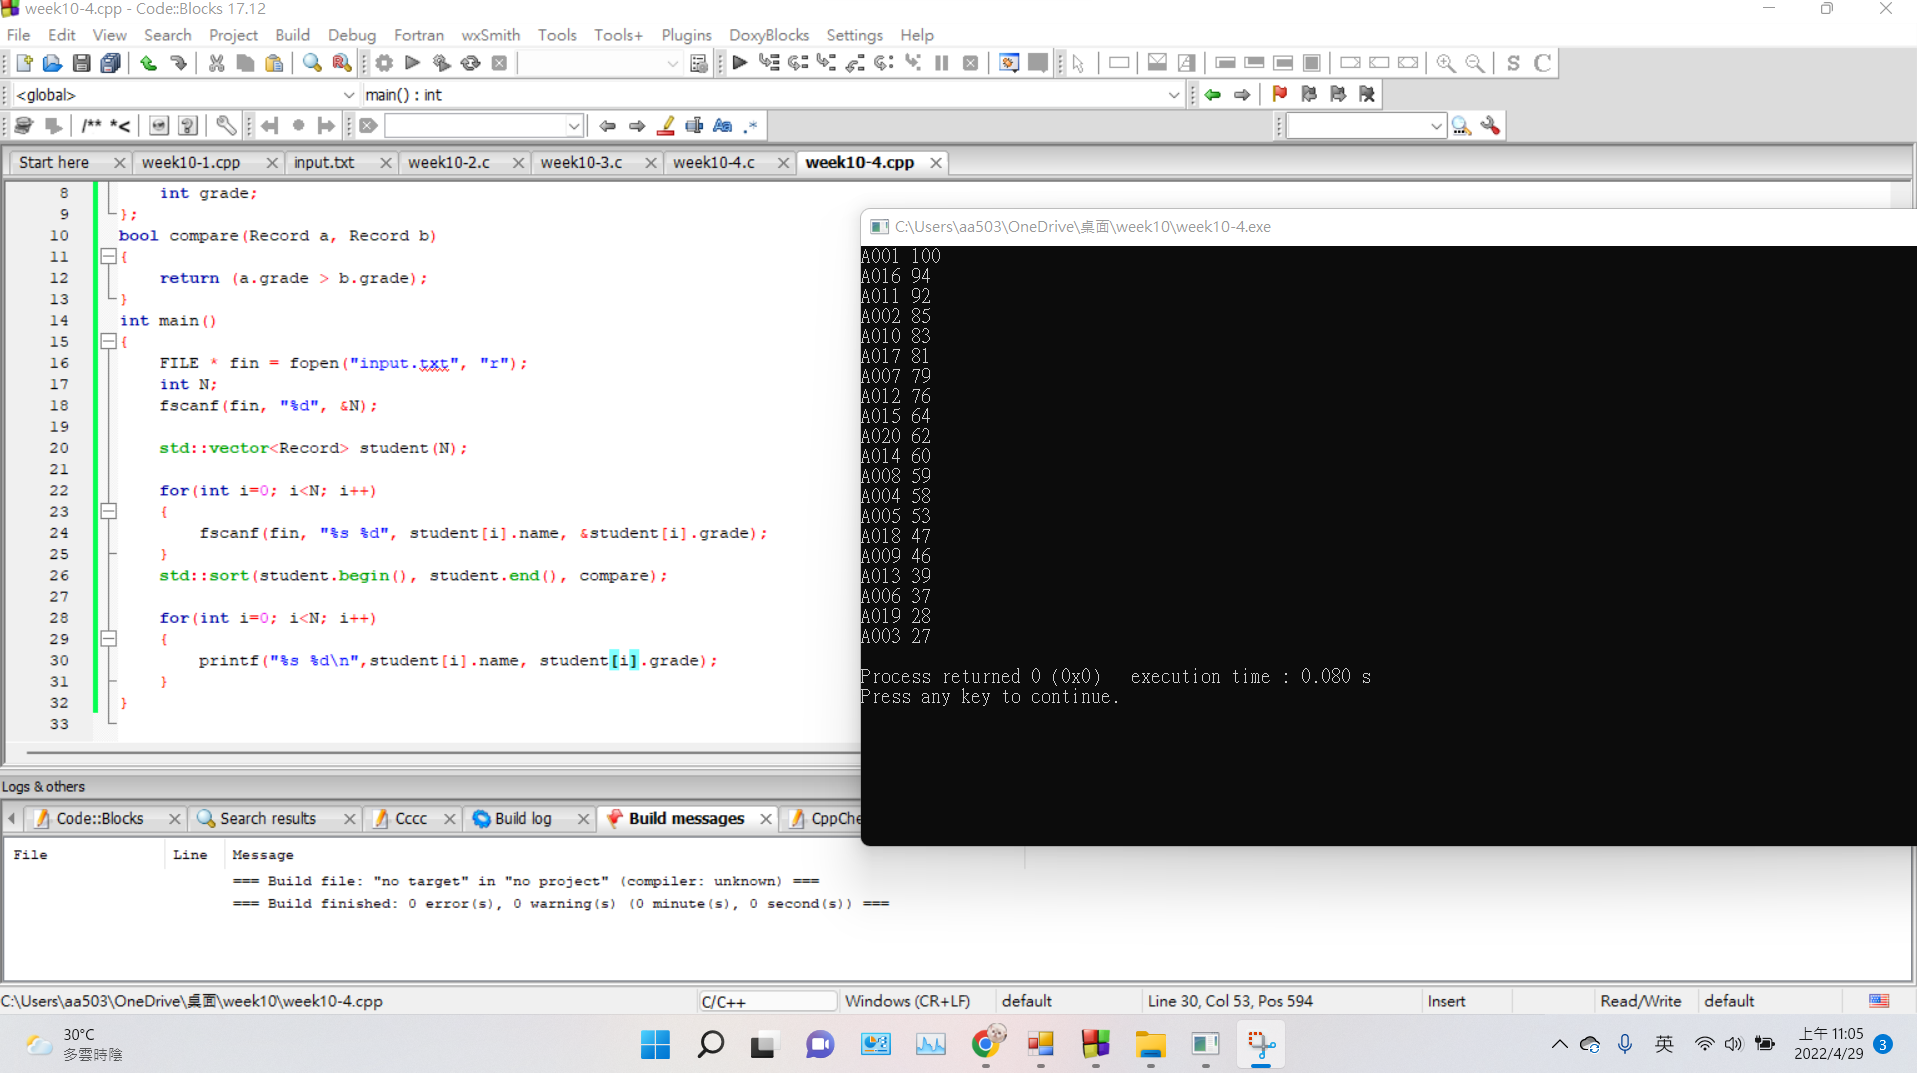 week10-4.cpp - Code::Blocks 17.12
File Edit View Search Project Build Debug Fortran wxSmith Tools Tools+ Plugins DoxyBlocks Settings Help
<global> main() : int
/** *<
Start here week10-1.cpp input.txt week10-2.c week10-3.c week10-4.c week10-4.cpp
8 int grade;
9 };
10 bool compare(Record a, Record b)
11 {
12 return (a.grade > b.grade);
13 }
14 int main()
15 {
16 FILE * fin = fopen("input.txt", "r");
17 int N;
18 fscanf(fin, "%d", &N);
19
20 std::vector<Record> student(N);
21
22 for(int i=0; i<N; i++)
23 {
24 fscanf(fin, "%s %d", student[i].name, &student[i].grade);
25 }
26 std::sort(student.begin(), student.end(), compare);
27
28 for(int i=0; i<N; i++)
29 {
30 printf("%s %d\n",student[i].name, student[i].grade);
31 }
32 }
33
C:\Users\aa503\OneDrive\桌面\week10\week10-4.exe
A001 100
A016 94
A011 92
A002 85
A010 83
A017 81
A007 79
A012 76
A015 64
A020 62
A014 60
A008 59
A004 58
A005 53
A018 47
A009 46
A013 39
A006 37
A019 28
A003 27
Process returned 0 (0x0) execution time : 0.080 s
Press any key to continue.
Logs & others
Code::Blocks Search results Cccc Build log Build messages CppChe
File Line Message
=== Build file: "no target" in "no project" (compiler: unknown) ===
=== Build finished: 0 error(s), 0 warning(s) (0 minute(s), 0 second(s)) ===
C:\Users\aa503\OneDrive\桌面\week10\week10-4.cpp C/C++ Windows (CR+LF) default Line 30, Col 53, Pos 594 Insert Read/Write default
30°C
多雲時陰
英
上午 11:05
2022/4/29
3